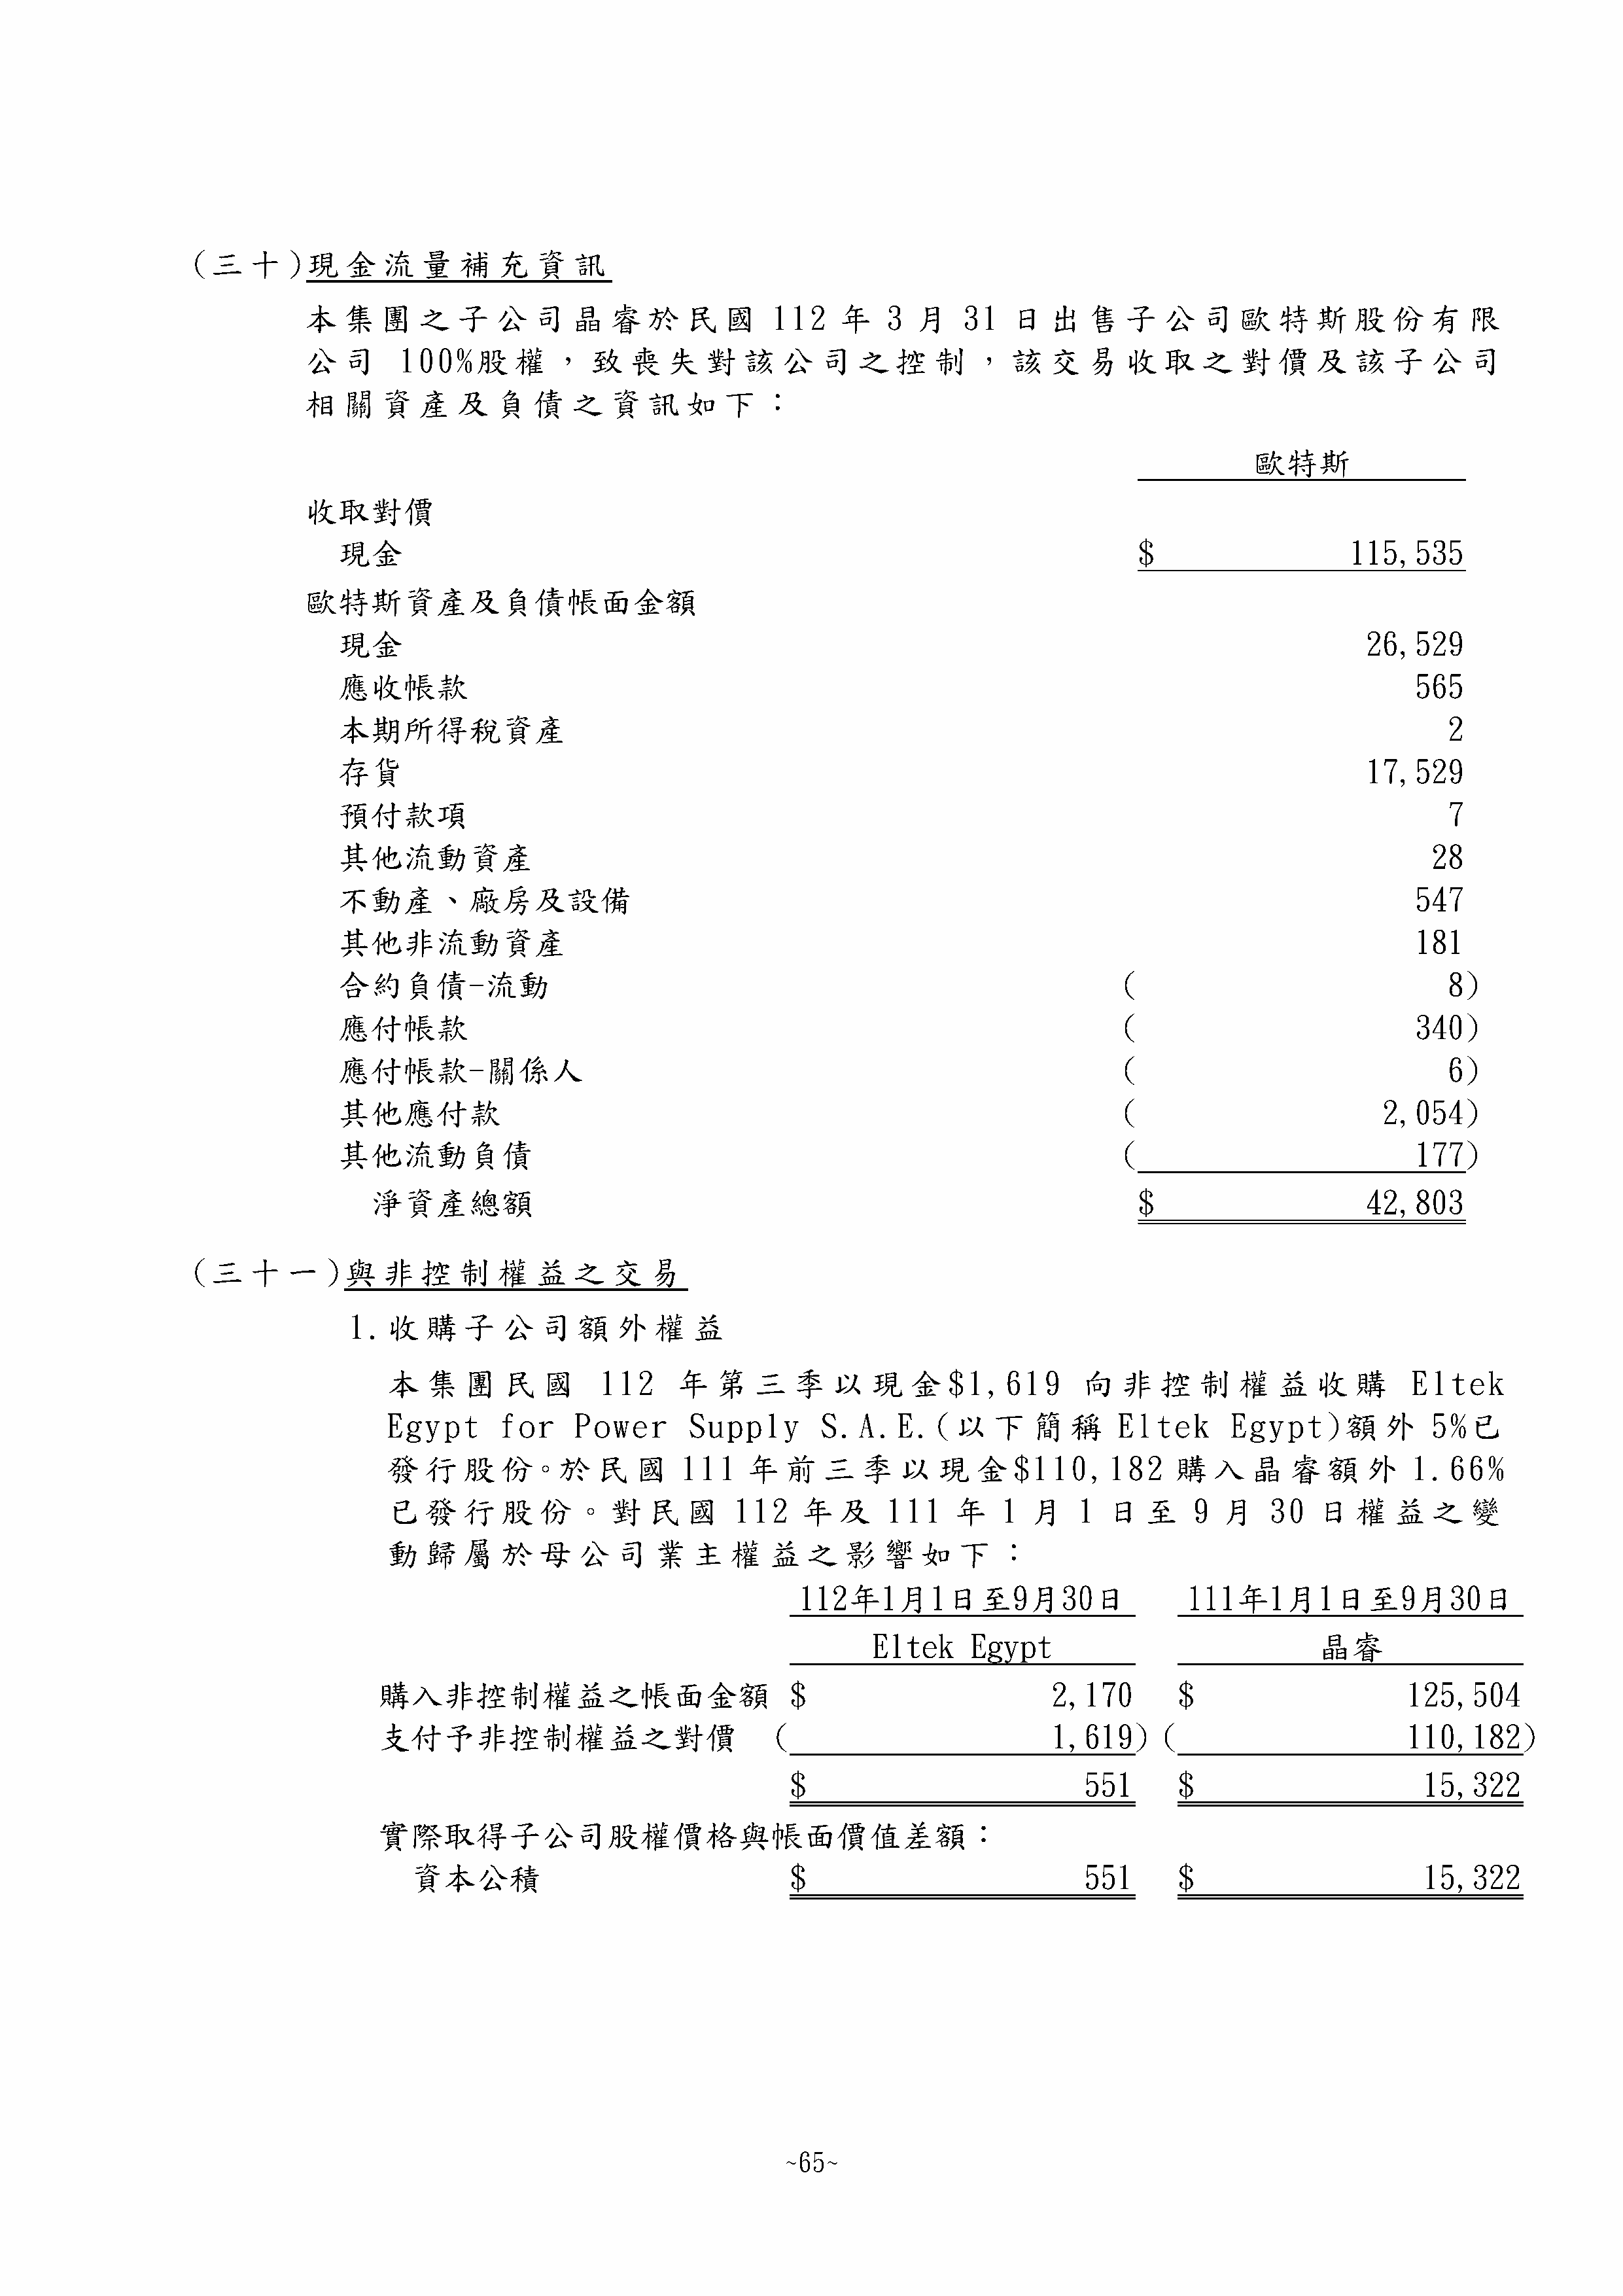 (三十)現金流量補充資訊
本集團之子公司晶睿於民國 112 年 3 月 31 日出售子公司歐特斯股份有限
公司 100%股權，致喪失對該公司之控制，該交易收取之對價及該子公司
相關資產及負債之資訊如下：
歐特斯
收取對價
現金 $ 115,535
歐特斯資產及負債帳面金額
現金 26,529
應收帳款 565
本期所得稅資產 2
存貨 17,529
預付款項 7
其他流動資產 28
不動產、廠房及設備 547
其他非流動資產 181
合約負債-流動 ( 8)
應付帳款 ( 340)
應付帳款-關係人 ( 6)
其他應付款 ( 2,054)
其他流動負債 ( 177)
淨資產總額 $ 42,803
(三十一)與非控制權益之交易
1.收購子公司額外權益
本集團民國 112 年第三季以現金$1,619 向非控制權益收購 Eltek
Egypt for Power Supply S.A.E.(以下簡稱 Eltek Egypt)額外 5%已
發行股份。於民國 111 年前三季以現金$110,182 購入晶睿額外 1.66%
已發行股份。對民國 112 年及 111 年 1 月 1 日至 9 月 30 日權益之變
動歸屬於母公司業主權益之影響如下：
112年1月1日至9月30日 111年1月1日至9月30日
Eltek Egypt 晶睿
購入非控制權益之帳面金額 $ 2,170 $ 125,504
支付予非控制權益之對價 ( 1,619) ( 110,182)
$ 551 $ 15,322
實際取得子公司股權價格與帳面價值差額：
資本公積 $ 551 $ 15,322
~65~